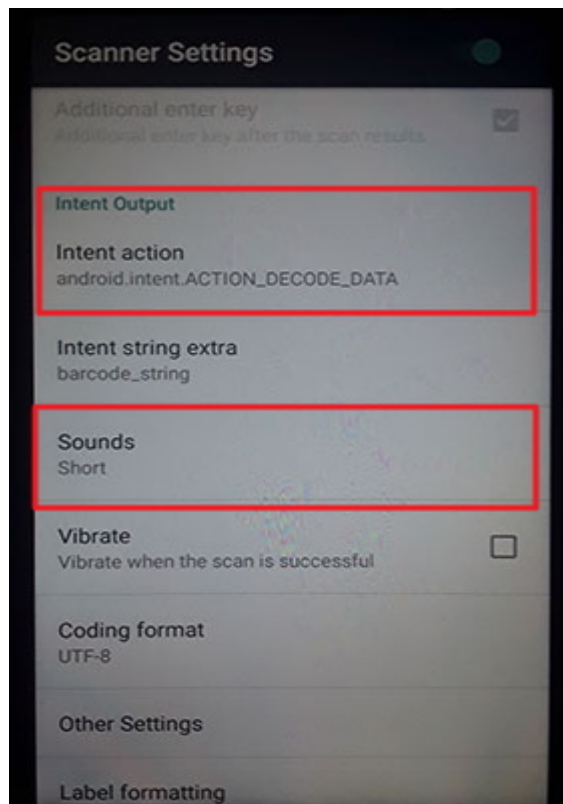 Scanner Settings
Additional enter key
Additional enter key after the scan results
Intent Output
Intent action
android.intent.ACTION_DECODE_DATA
Intent string extra
barcode_string
Sounds
Short
Vibrate
Vibrate when the scan is successful
Coding format
UTF-8
Other Settings
Label formatting